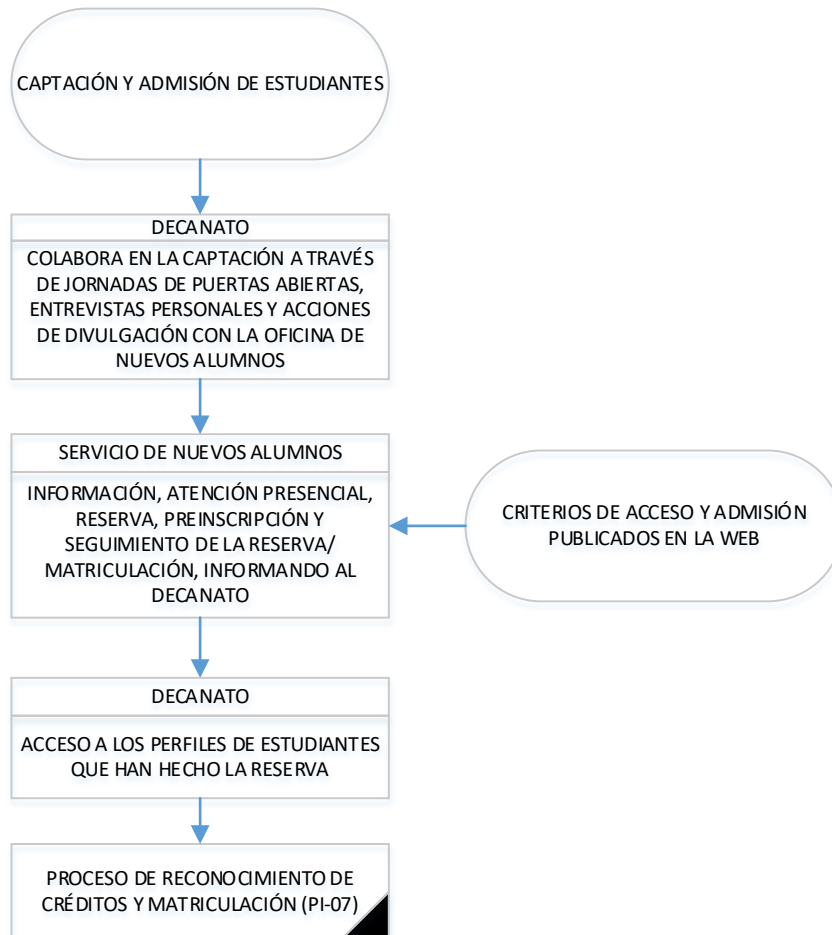 CAPTACIÓN Y ADMISIÓN DE ESTUDIANTES
DECANATO
COLABORA EN LA CAPTACIÓN A TRAVÉS
DE JORNADAS DE PUERTAS ABIERTAS,
ENTREVISTAS PERSONALES Y ACCIONES
DE DIVULGACIÓN CON LA OFICINA DE
NUEVOS ALUMNOS
SERVICIO DE NUEVOS ALUMNOS
INFORMACIÓN, ATENCIÓN PRESENCIAL,
RESERVA, PREINSCRIPCIÓN Y
SEGUIMIENTO DE LA RESERVA/
MATRICULACIÓN, INFORMANDO AL
DECANATO
CRITERIOS DE ACCESO Y ADMISIÓN
PUBLICADOS EN LA WEB
DECANATO
ACCESO A LOS PERFILES DE ESTUDIANTES
QUE HAN HECHO LA RESERVA
PROCESO DE RECONOCIMIENTO DE
CRÉDITOS Y MATRICULACIÓN (PI-07)